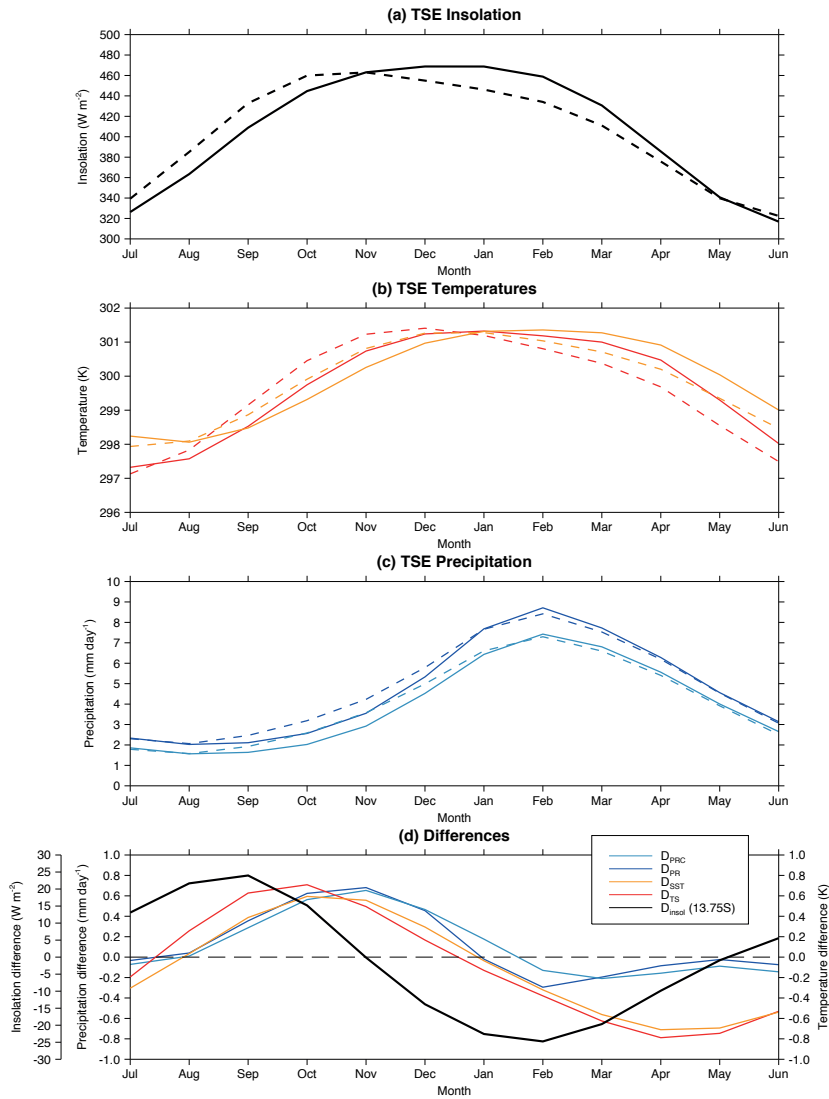 (a) TSE Insolation
500
480
460
440
420
400
380
360
340
320
300
Insolation (W m-2)
Jul Aug Sep Oct Nov Dec Jan Feb Mar Apr May Jun
Month
(b) TSE Temperatures
302
301
300
299
298
297
296
Temperature (K)
Jul Aug Sep Oct Nov Dec Jan Feb Mar Apr May Jun
Month
(c) TSE Precipitation
10
9
8
7
6
5
4
3
2
1
0
Precipitation (mm day-1)
Jul Aug Sep Oct Nov Dec Jan Feb Mar Apr May Jun
Month
(d) Differences
30 1.0 1.0
25 0.8 0.8
20 0.6 0.6
15 0.4 0.4
10 0.2 0.2
5 0.0 0.0
0 -0.2 -0.2
-5 -0.4 -0.4
-10 -0.6 -0.6
-15 -0.8 -0.8
-20 -1.0 -1.0
-25
-30
Insolation difference (W m-2)
Precipitation difference (mm day-1)
Temperature difference (K)
DPRC
DPR
DSST
DTS
Dinsol (13.75S)
Jul Aug Sep Oct Nov Dec Jan Feb Mar Apr May Jun
Month